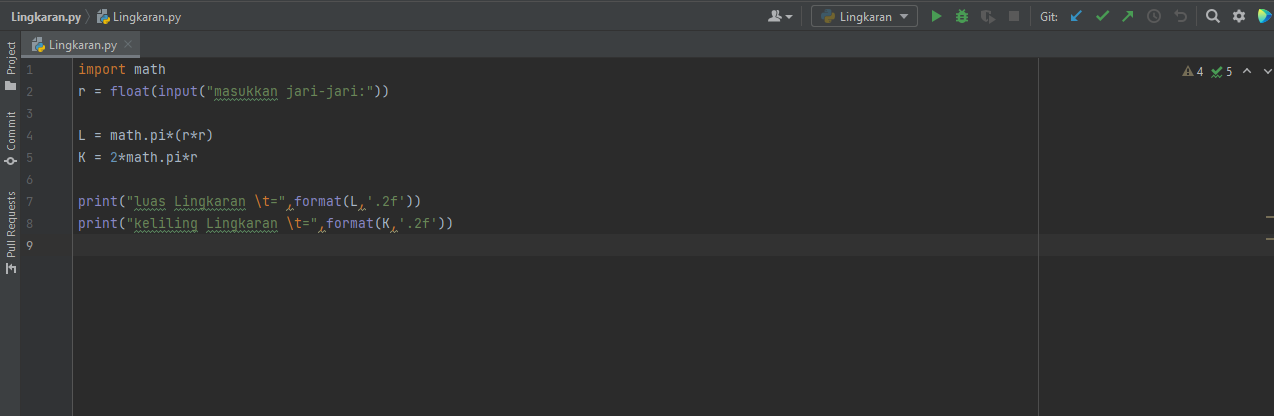 Lingkaran.py Lingkaran.py Lingkaran Git:
Lingkaran.py
Project
Commit
Pull Requests
4 5
1 import math
2 r = float(input("masukkan jari-jari:"))
3
4 L = math.pi*(r*r)
5 K = 2*math.pi*r
6
7 print("luas Lingkaran \t=",format(L,'.2f'))
8 print("keliling Lingkaran \t=",format(K,'.2f'))
9